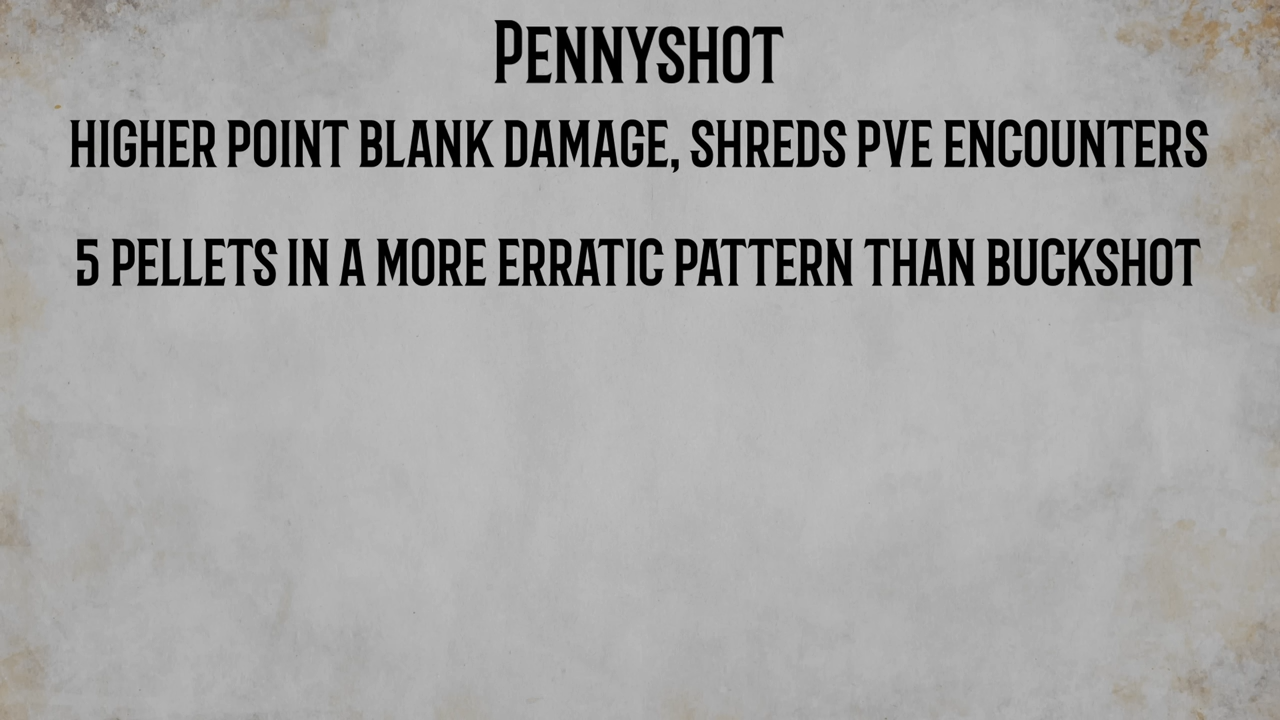 Pennyshot
HIGHER POINT BLANK DAMAGE, SHREDS PVE ENCOUNTERS
5 PELLETS IN A MORE ERRATIC PATTERN THAN BUCKSHOT